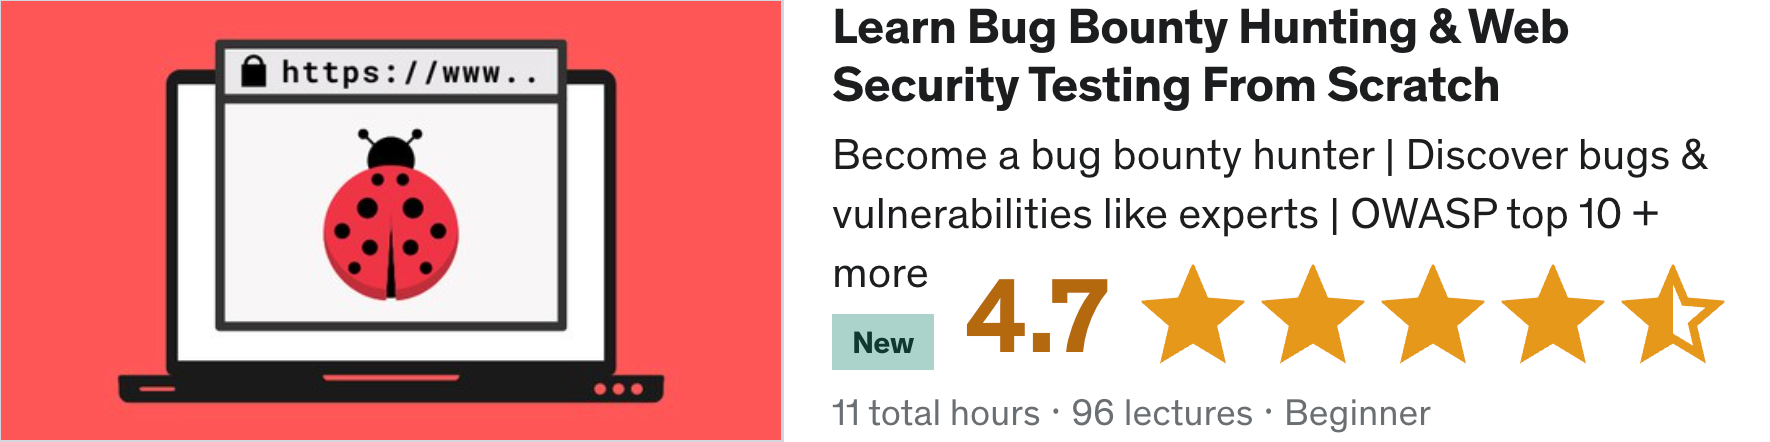 https://www..
Learn Bug Bounty Hunting & Web
Security Testing From Scratch
Become a bug bounty hunter | Discover bugs &
vulnerabilities like experts | OWASP top 10 +
more
New
4.7
11 total hours · 96 lectures · Beginner